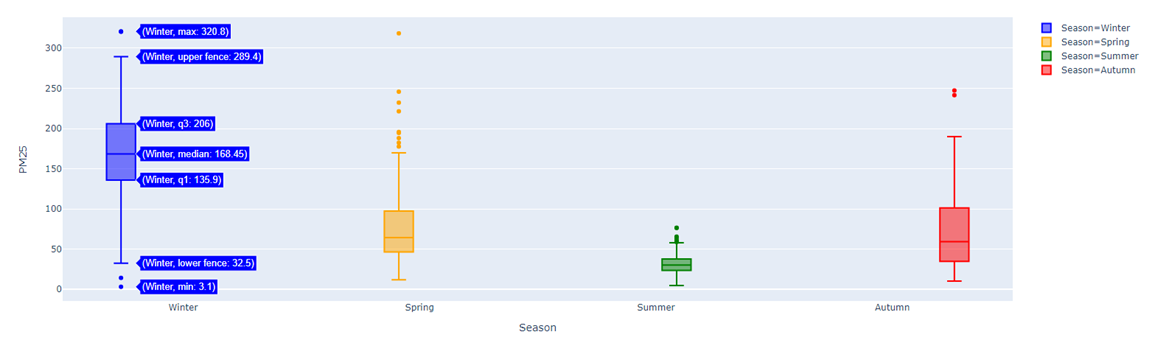 (Winter, max: 320.8)
Season=Winter
Season=Spring
Season=Summer
Season=Autumn
300
(Winter, upper fence: 289.4)
250
200
(Winter, q3: 206)
PM25
150
(Winter, median: 168.45)
(Winter, q1: 135.9)
100
50
(Winter, lower fence: 32.5)
0
(Winter, min: 3.1)
Winter
Spring
Summer
Autumn
Season